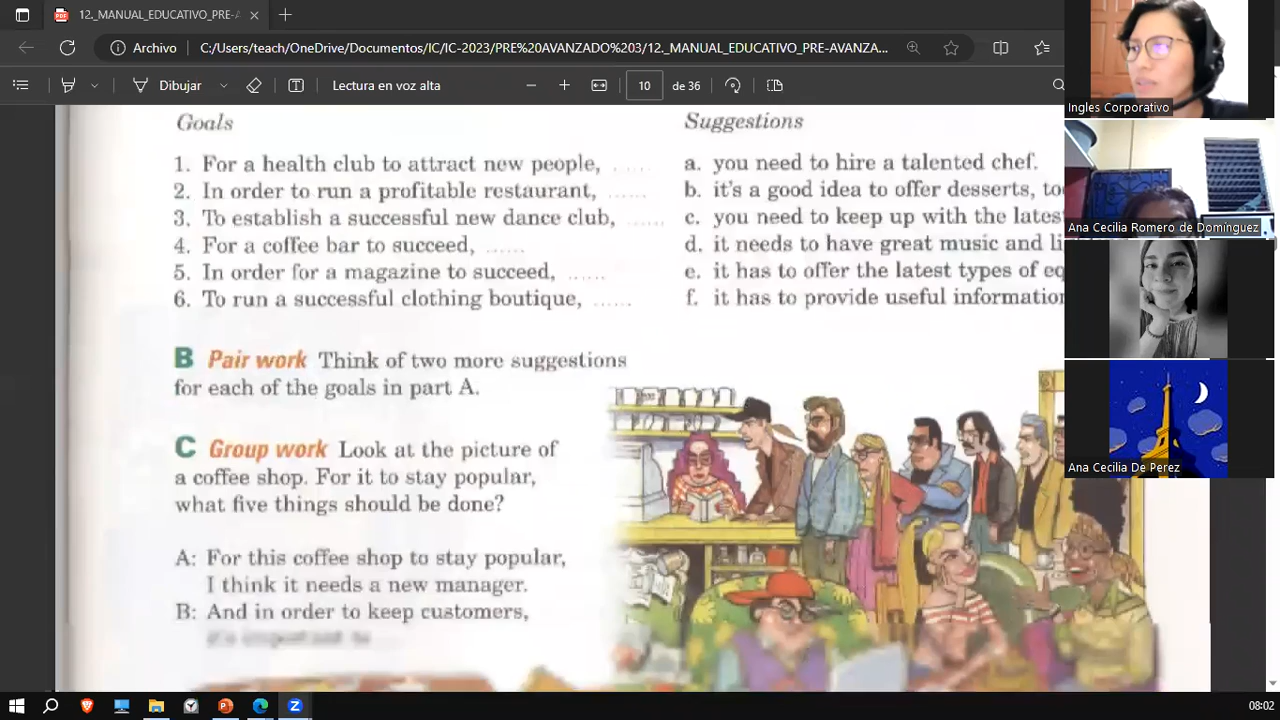 12._MANUAL_EDUCATIVO_PRE-A
Archivo
C:/Users/teach/OneDrive/Documentos/IC/IC-2023/PRE%20AVANZADO%203/12._MANUAL_EDUCATIVO_PRE-AVANZA...
Dibujar
Lectura en voz alta
10 de 36
Goals
1. For a health club to attract new people, ......
2. In order to run a profitable restaurant, ......
3. To establish a successful new dance club, ......
4. For a coffee bar to succeed, ......
5. In order for a magazine to succeed, ......
6. To run a successful clothing boutique, ......
Suggestions
a. you need to hire a talented chef.
b. it's a good idea to offer desserts,
c. you need to keep up with the
d. it needs to have great music and
e. it has to offer the latest types of
f. it has to provide useful
B Pair work Think of two more suggestions
for each of the goals in part A.
C Group work Look at the picture of
a coffee shop. For it to stay popular,
what five things should be done?
A: For this coffee shop to stay popular,
I think it needs a new manager.
B: And in order to keep customers,
Ingles Corporativo
Ana Cecilia Romero de Domínguez
Ana Cecilia De Perez
08:02